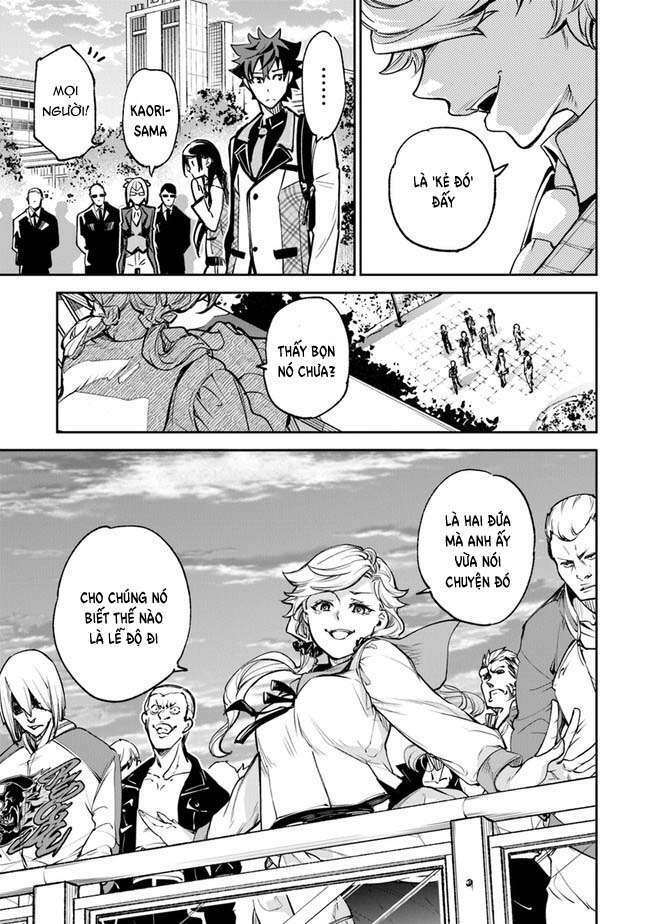 LÀ 'KẺ ĐÓ'
ĐẤY
......
KAORI-
SAMA
MỌI
NGƯỜI!
THẤY BỌN
NÓ CHƯA?
LÀ HAI ĐỨA
MÀ ANH ẤY
VỪA NÓI
CHUYỆN ĐÓ
CHO CHÚNG NÓ
BIẾT THẾ NÀO
LÀ LỄ ĐỘ ĐI